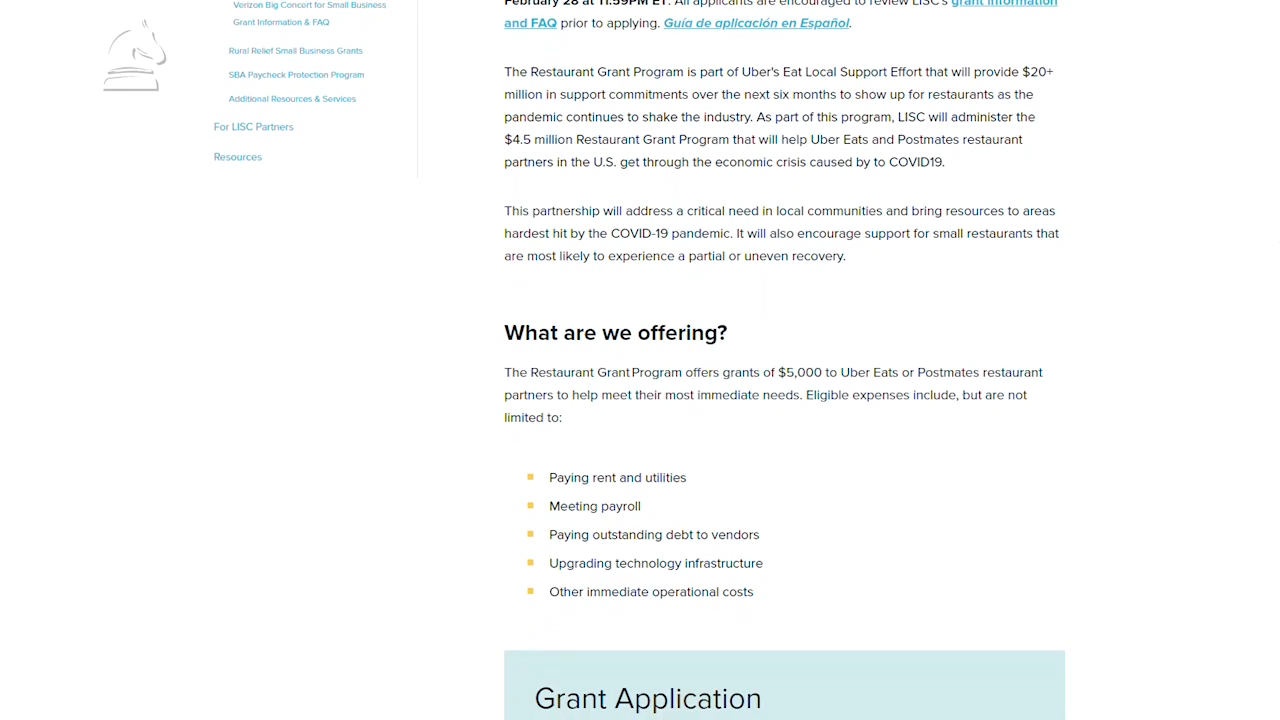 Verizon Big Concert for Small Business
Grant Information & FAQ
Rural Relief Small Business Grants
SBA Paycheck Protection Program
Additional Resources & Services
For LISC Partners
Resources
February 28 at 11:59PM ET. All applicants are encouraged to review LISC's grant information
and FAQ prior to applying. Guía de aplicación en Español.
The Restaurant Grant Program is part of Uber's Eat Local Support Effort that will provide $20+
million in support commitments over the next six months to show up for restaurants as the
pandemic continues to shake the industry. As part of this program, LISC will administer the
$4.5 million Restaurant Grant Program that will help Uber Eats and Postmates restaurant
partners in the U.S. get through the economic crisis caused by to COVID19.
This partnership will address a critical need in local communities and bring resources to areas
hardest hit by the COVID-19 pandemic. It will also encourage support for small restaurants that
are most likely to experience a partial or uneven recovery.
What are we offering?
The Restaurant Grant Program offers grants of $5,000 to Uber Eats or Postmates restaurant
partners to help meet their most immediate needs. Eligible expenses include, but are not
limited to:
Paying rent and utilities
Meeting payroll
Paying outstanding debt to vendors
Upgrading technology infrastructure
Other immediate operational costs
Grant Application